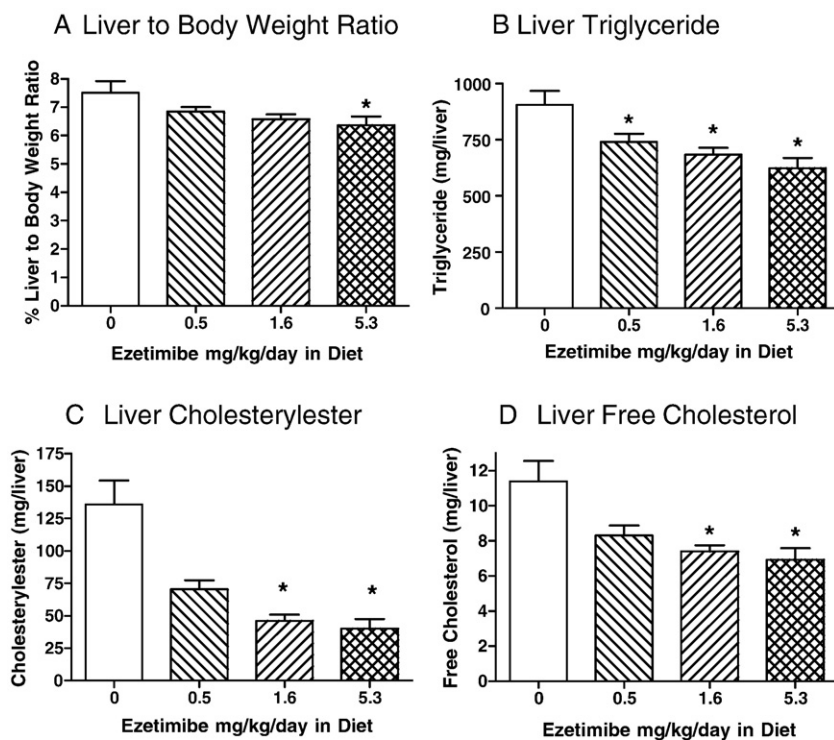 A Liver to Body Weight Ratio
% Liver to Body Weight Ratio
8
7
6
5
4
3
2
1
0
*
0 0.5 1.6 5.3
Ezetimibe mg/kg/day in Diet
B Liver Triglyceride
Triglyceride (mg/liver)
1000
750
500
250
0
* * *
0 0.5 1.6 5.3
Ezetimibe mg/kg/day in Diet
C Liver Cholesterylester
Cholesterylester (mg/liver)
175
150
125
100
75
50
25
0
* *
0 0.5 1.6 5.3
Ezetimibe mg/kg/day in Diet
D Liver Free Cholesterol
Free Cholesterol (mg/liver)
12
10
8
6
4
2
0
* *
0 0.5 1.6 5.3
Ezetimibe mg/kg/day in Diet